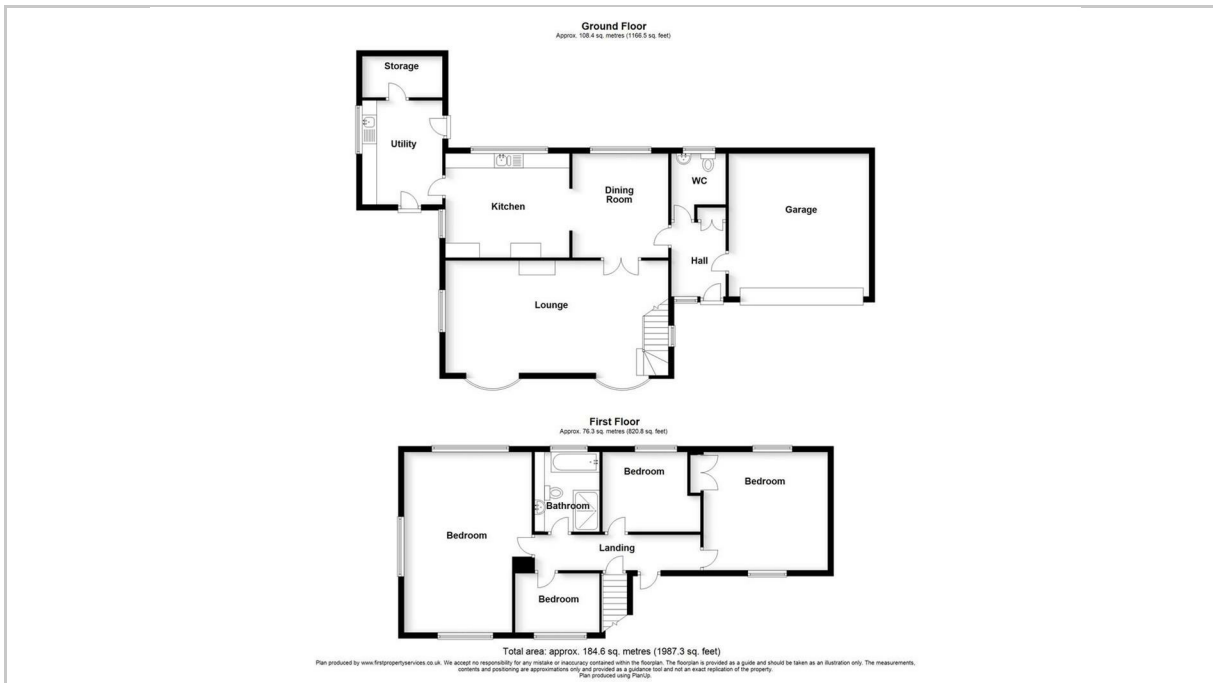 Ground Floor
Approx. 108.4 sq. metres (1166.5 sq. feet)
Storage
Utility
Kitchen
Dining
Room
WC
Garage
Hall
Lounge
First Floor
Approx. 76.3 sq. metres (820.8 sq. feet)
Bedroom
Bathroom
Bedroom
Bedroom
Landing
Bedroom
Total area: approx. 184.6 sq. metres (1987.3 sq. feet)
Plan produced by www.firstpropertyservices.co.uk. We accept no responsibility for any mistake or inaccuracy contained within the floorplan. The floorplan is provided as a guide and should be taken as an illustration only. The measurements,
contents and positioning are approximations only and provided as a guidance tool and not an exact replication of the property.
Plan produced using PlanUp.